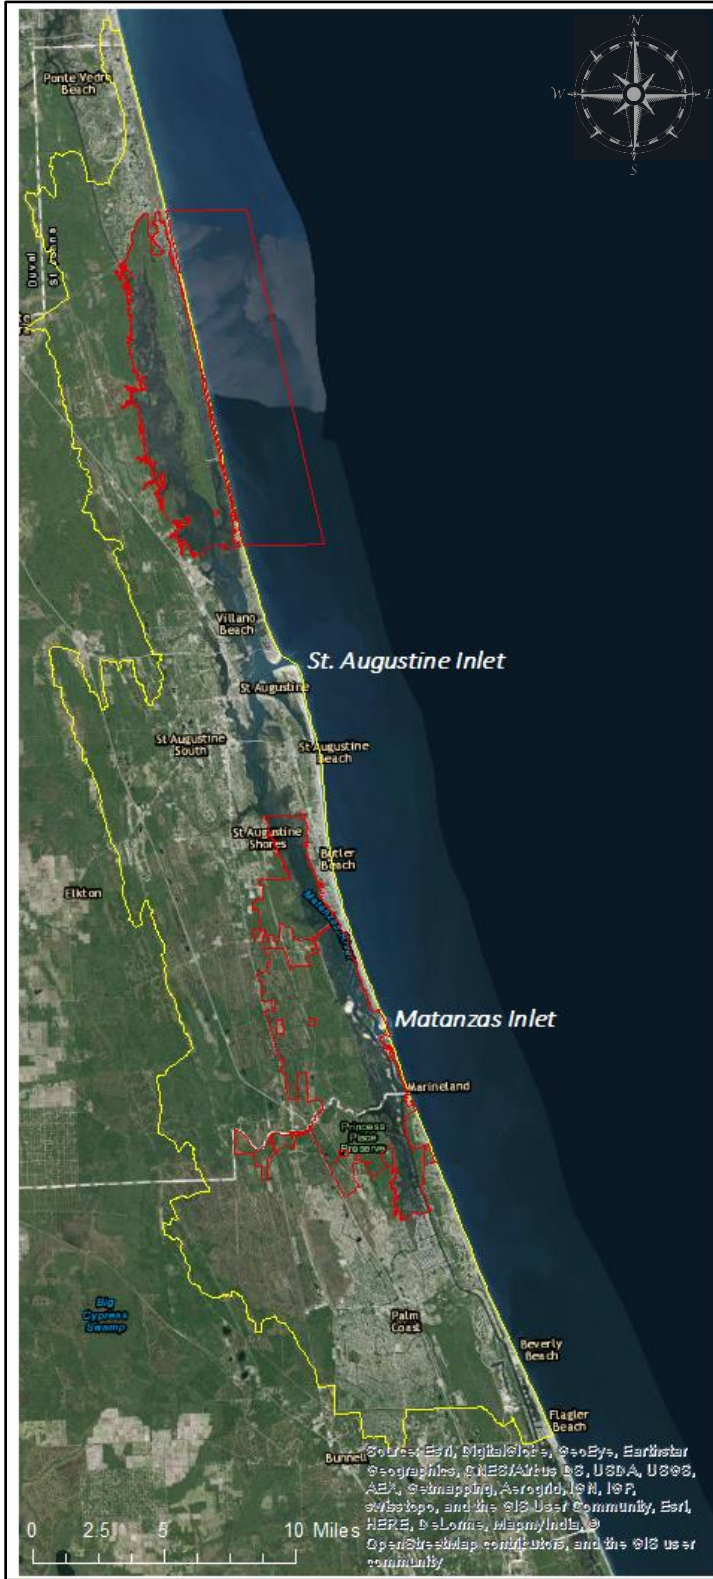 N
W
E
S
Ponte Vedra
Beach
Duval
St Johns
Villano
Beach
St. Augustine Inlet
St Augustine
St Augustine
South
St Augustine
Beach
St Augustine
Shores
Butler
Beach
Elkton
Matanzas River
Matanzas Inlet
Marineland
Princess
Place
Preserve
Big
Cypress
Swamp
Palm
Coast
Beverly
Beach
Flagler
Beach
Bunnell
Source: Esri, DigitalGlobe, GeoEye, Earthstar
Geographics, CNES/Airbus DS, USDA, USGS,
AEX, Getmapping, Aerogrid, IGN, IGP,
swisstopo, and the GIS User Community, Esri,
HERE, DeLorme, MapmyIndia, ©
OpenStreetMap contributors, and the GIS user
community
0 2.5 5 10 Miles